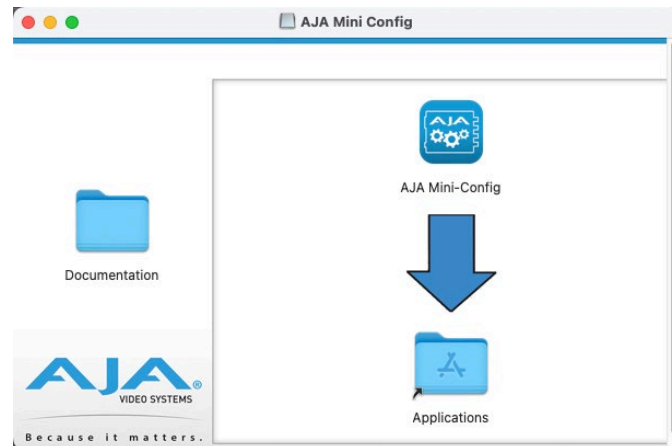 AJA Mini Config
AJA
AJA Mini-Config
Documentation
AJA®
VIDEO SYSTEMS
Because it matters.
Applications